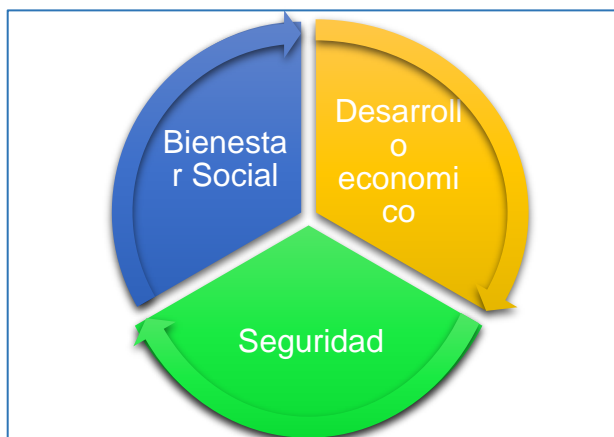 Bienesta
r Social
Desarroll
o
economi
co
Seguridad